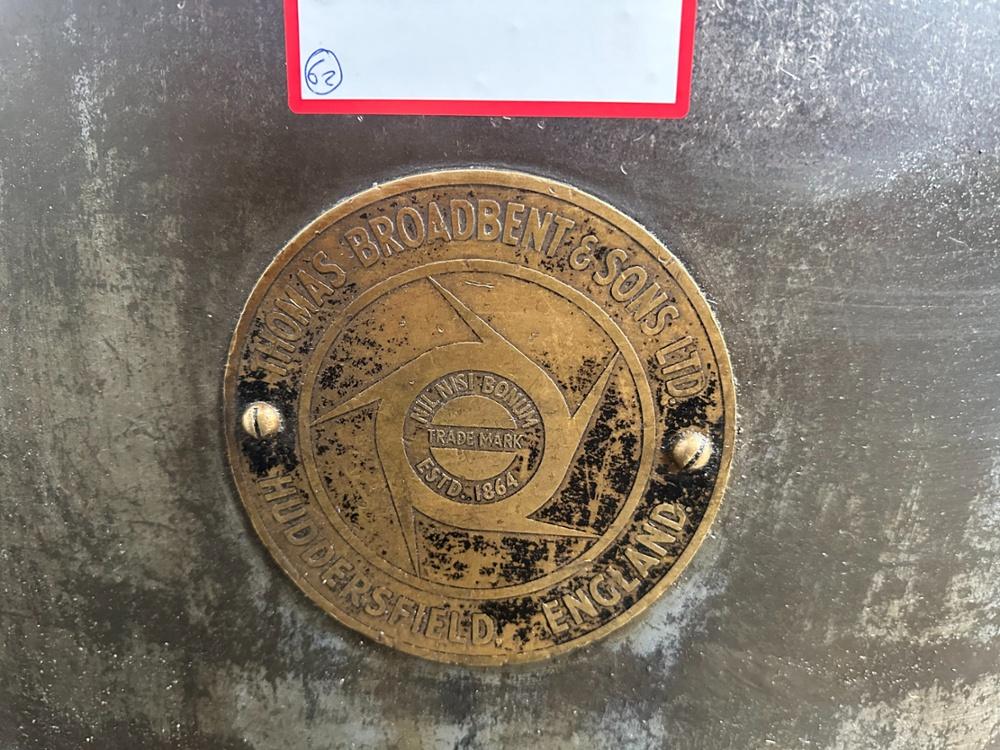 62
THOMAS BROADBENT & SONS LTD
NIL NISI BONUM
TRADE MARK
ESTD. 1864
HUDDERSFIELD. ENGLAND.